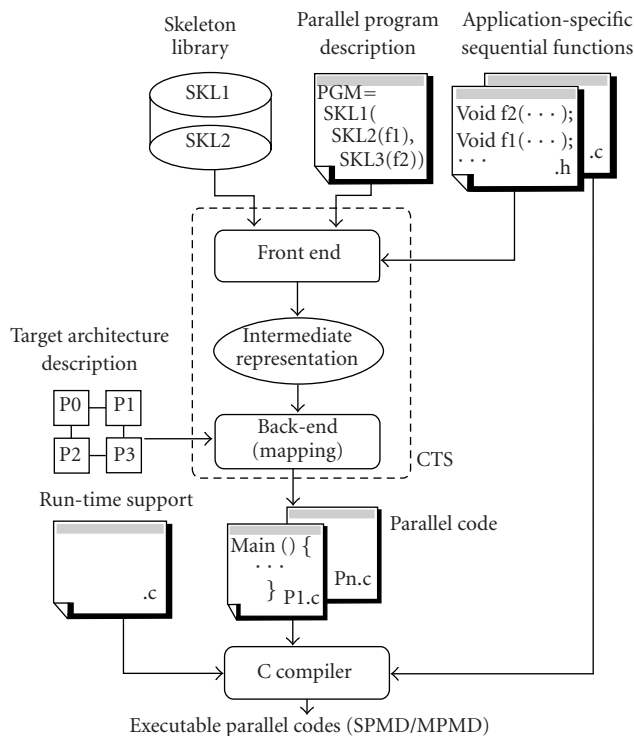 Skeleton
library
Parallel program
description
Application-specific
sequential functions
SKL1
SKL2
PGM=
SKL1(
SKL2(f1),
SKL3(f2))
Void f2(· · ·);
Void f1(· · ·);
· · ·
.h
.c
Front end
Intermediate
representation
Target architecture
description
P0
P1
P2
P3
Back-end
(mapping)
CTS
Run-time support
.c
Main () {
· · ·
}
P1.c
Pn.c
Parallel code
C compiler
Executable parallel codes (SPMD/MPMD)